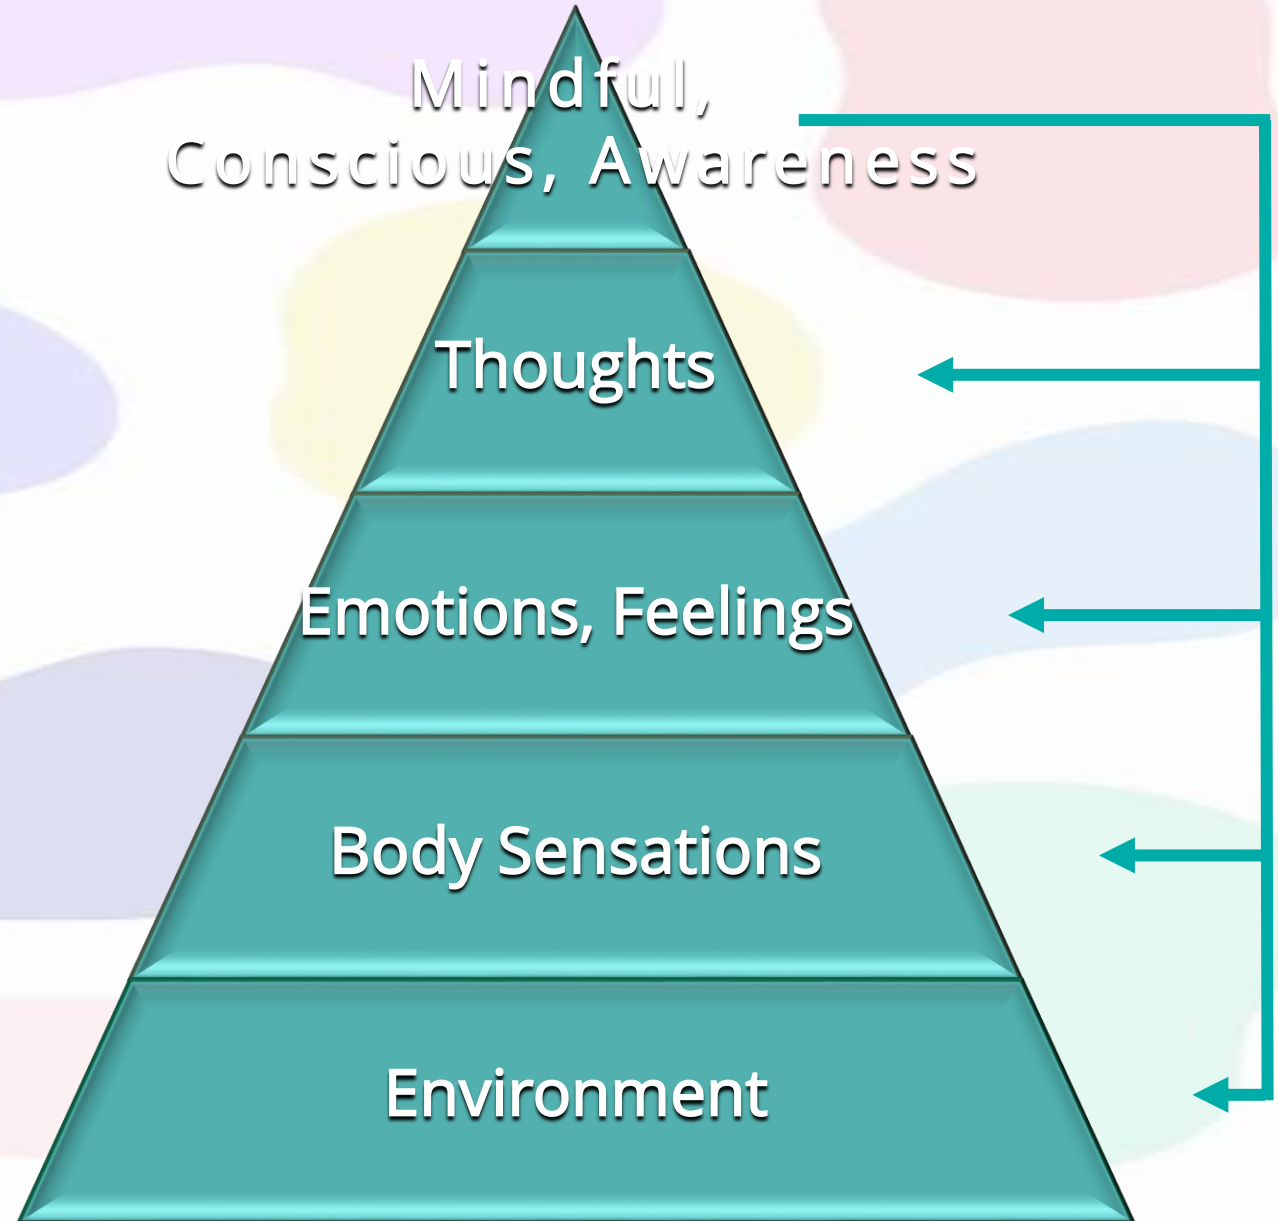 Mindful,
Conscious, Awareness
Thoughts
Emotions, Feelings
Body Sensations
Environment